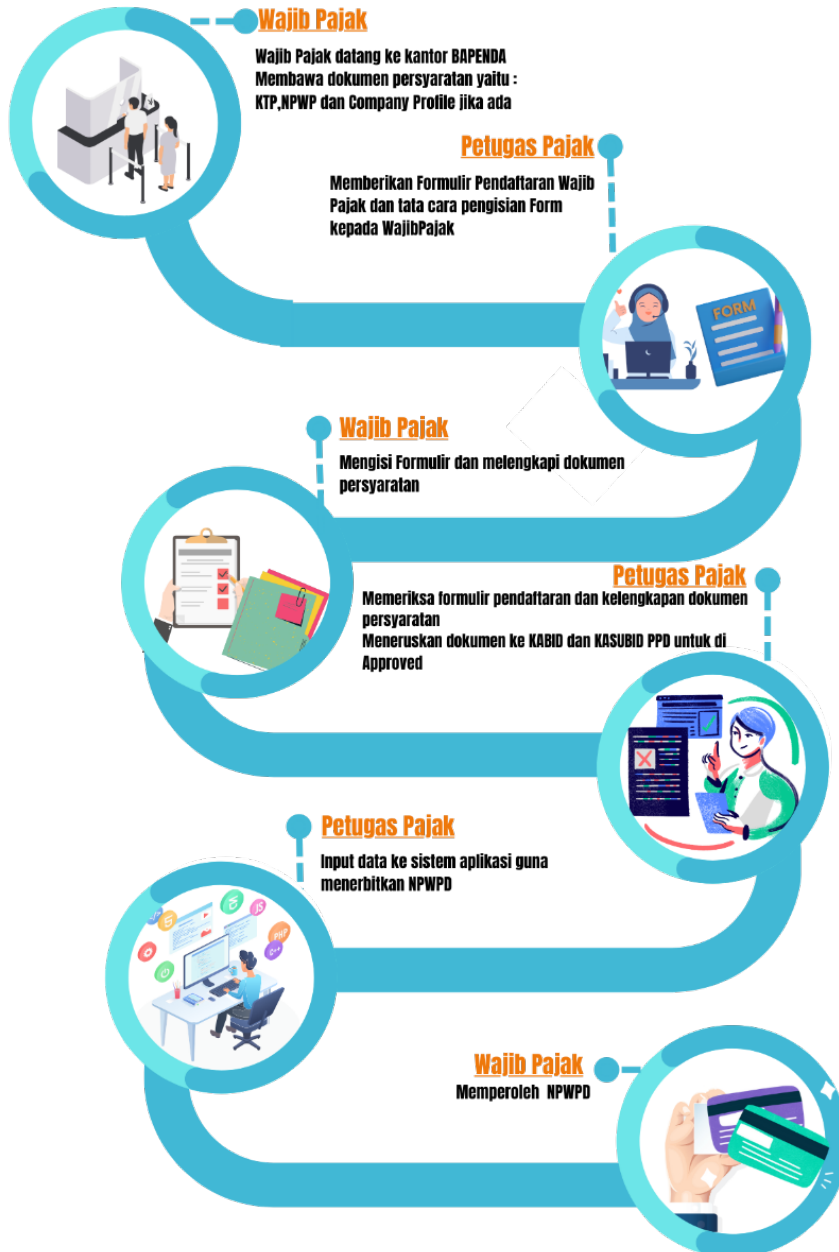 Wajib Pajak
Wajib Pajak datang ke kantor BAPENDA
Membawa dokumen persyaratan yaitu :
KTP,NPWP dan Company Profile jika ada
Petugas Pajak
Memberikan Formulir Pendaftaran Wajib
Pajak dan tata cara pengisian Form
kepada WajibPajak
FORM
Wajib Pajak
Mengisi Formulir dan melengkapi dokumen
persyaratan
Petugas Pajak
Memeriksa formulir pendaftaran dan kelengkapan dokumen
persyaratan
Meneruskan dokumen ke KABID dan KASUBID PPD untuk di
Approved
Petugas Pajak
Input data ke sistem aplikasi guna
menerbitkan NPWPD
JS
PHP
C++
Wajib Pajak
Memperoleh NPWPD